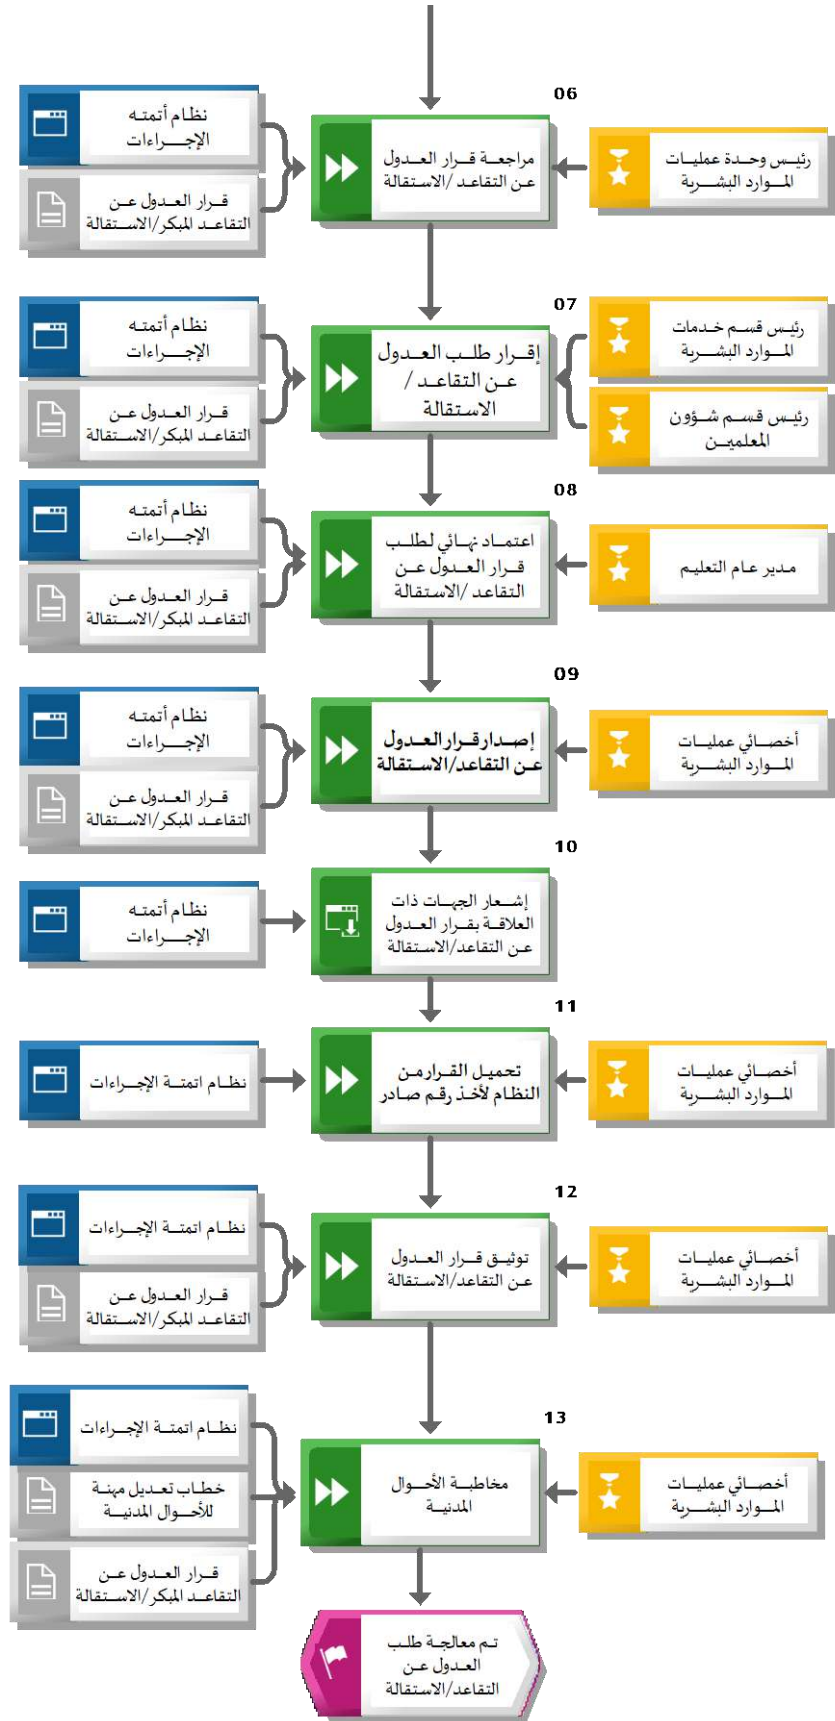 06
رئيس وحدة عمليات
الموارد البشرية
مراجعة قرار العدول
عن التقاعد /الاستقالة
نظام أتمته
الإجراءات
قرار العدول عن
التقاعد المبكر/الاستقالة
07
رئيس قسم خدمات
الموارد البشرية
رئيس قسم شؤون
المعلمين
إقرار طلب العدول
عن التقاعد /
الاستقالة
نظام أتمته
الإجراءات
قرار العدول عن
التقاعد المبكر/الاستقالة
08
مدير عام التعليم
اعتماد نهائي لطلب
قرار العدول عن
التقاعد /الاستقالة
نظام أتمته
الإجراءات
قرار العدول عن
التقاعد المبكر/الاستقالة
09
أخصائي عمليات
الموارد البشرية
إصدار قرار العدول
عن التقاعد/الاستقالة
نظام أتمته
الإجراءات
قرار العدول عن
التقاعد المبكر/الاستقالة
10
إشعار الجهات ذات
العلاقة بقرار العدول
عن التقاعد/الاستقالة
نظام أتمته
الإجراءات
11
أخصائي عمليات
الموارد البشرية
تحميل القرار من
النظام لأخذ رقم صادر
نظام اتمتة الإجراءات
12
أخصائي عمليات
الموارد البشرية
توثيق قرار العدول
عن التقاعد/الاستقالة
نظام اتمتة الإجراءات
قرار العدول عن
التقاعد المبكر/الاستقالة
13
أخصائي عمليات
الموارد البشرية
مخاطبة الأحوال
المدنية
نظام اتمتة الإجراءات
خطاب تعديل مهنة
للأحوال المدنية
قرار العدول عن
التقاعد المبكر/الاستقالة
تم معالجة طلب
العدول عن
التقاعد/الاستقالة